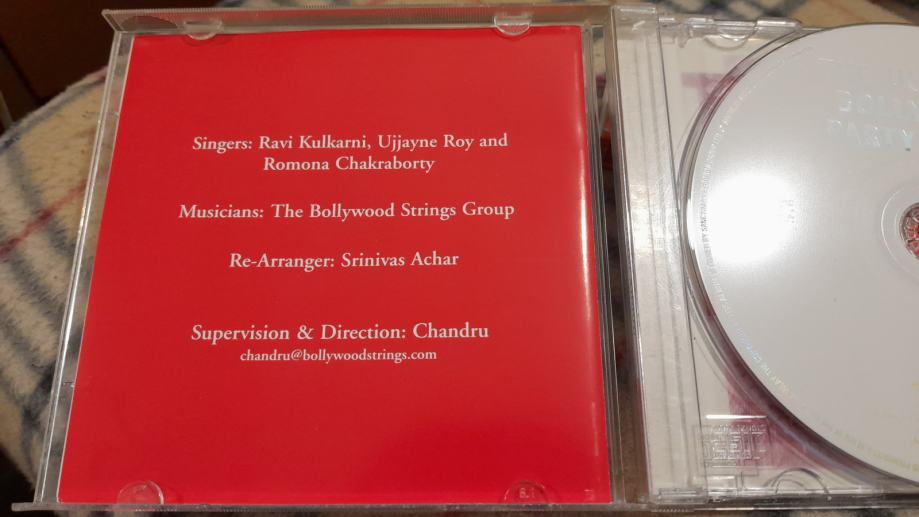 Singers: Ravi Kulkarni, Ujjayne Roy and
Romona Chakraborty
Musicians: The Bollywood Strings Group
Re-Arranger: Srinivas Achar
Supervision & Direction: Chandru
chandru@bollywoodstrings.com
PARTY